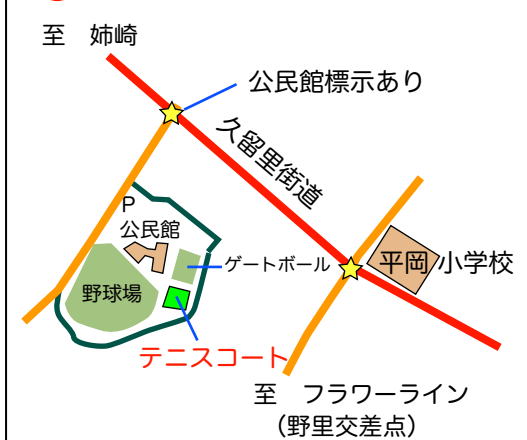 至　姉崎
公民館標示あり
久留里街道
P
公民館
ゲートボール
平岡小学校
野球場
テニスコート
至　フラワーライン
（野里交差点）